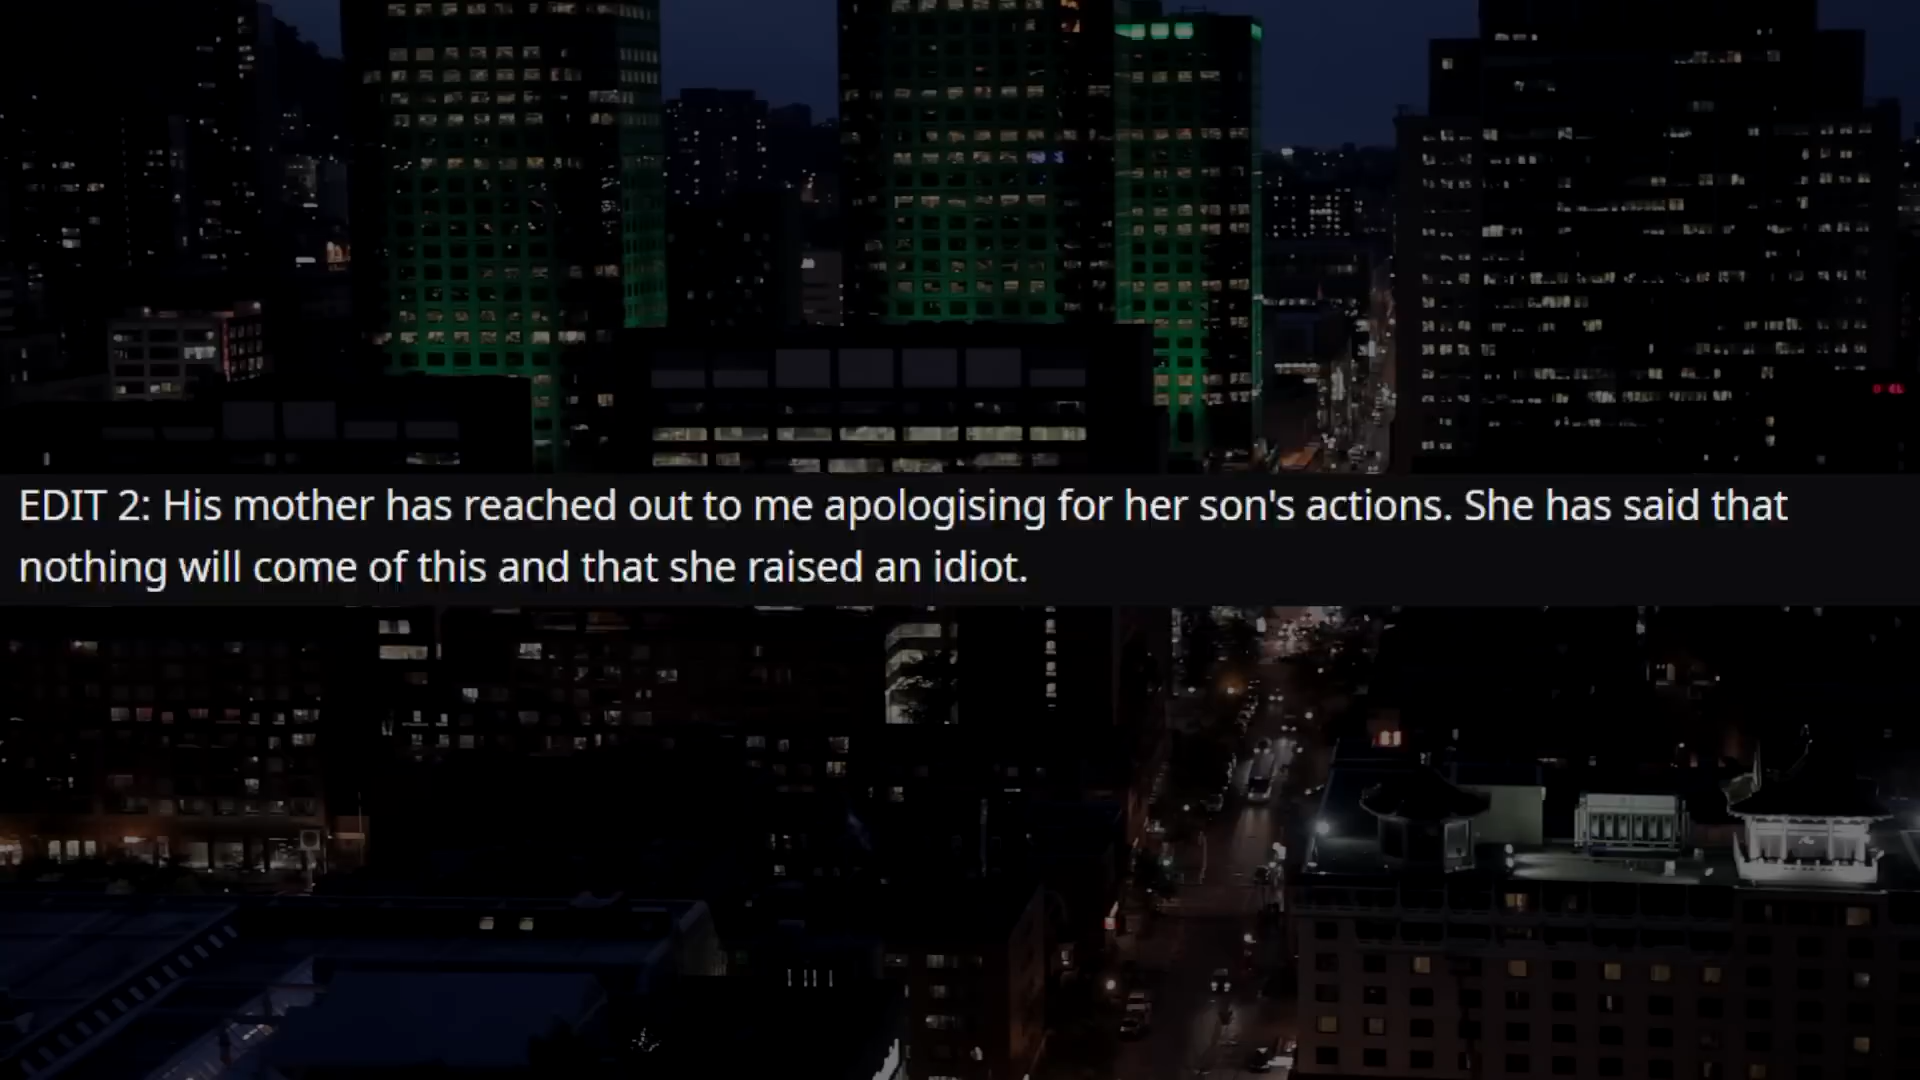 EDIT 2: His mother has reached out to me apologising for her son's actions. She has said that
nothing will come of this and that she raised an idiot.